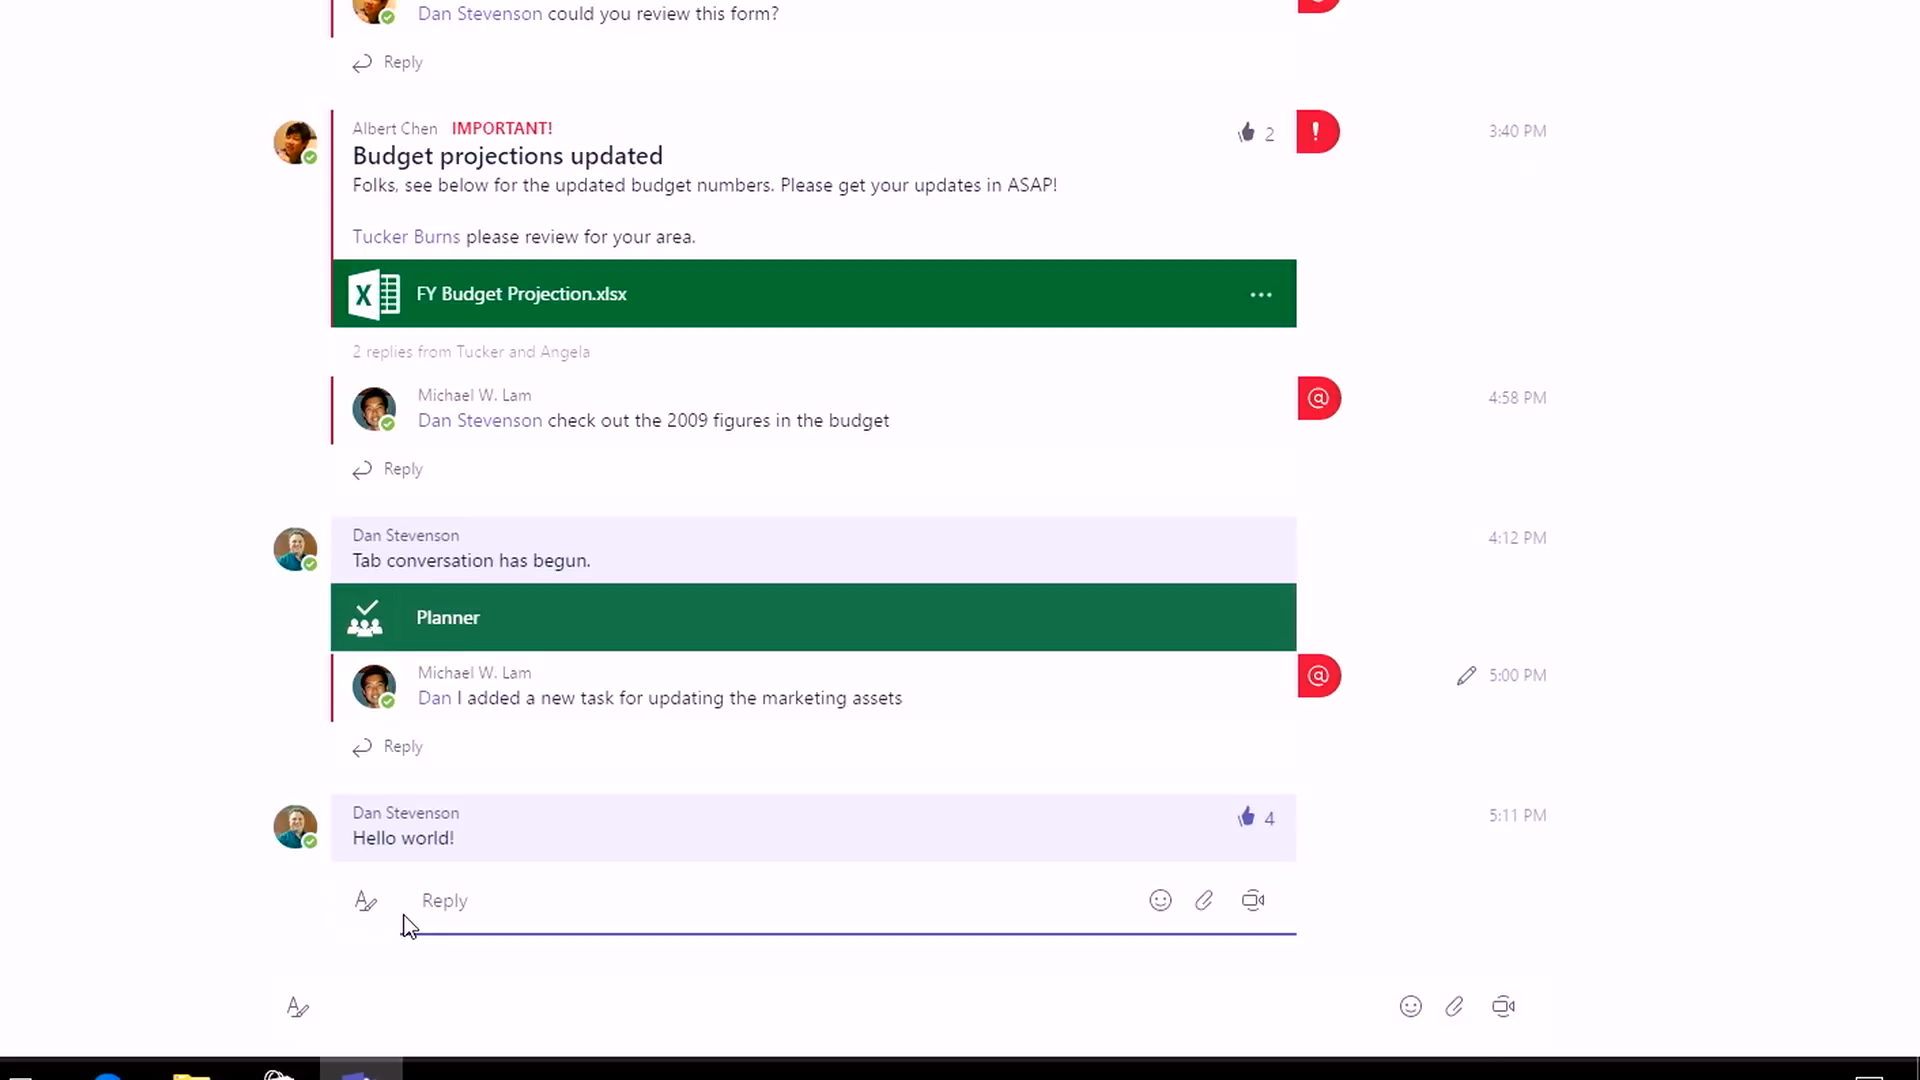 Dan Stevenson could you review this form?
Reply
Albert Chen IMPORTANT! 2 ! 3:40 PM
Budget projections updated
Folks, see below for the updated budget numbers. Please get your updates in ASAP!
Tucker Burns please review for your area.
X FY Budget Projection.xlsx
2 replies from Tucker and Angela
Michael W. Lam @ 4:58 PM
Dan Stevenson check out the 2009 figures in the budget
Reply
Dan Stevenson 4:12 PM
Tab conversation has begun.
Planner
Michael W. Lam @ 5:00 PM
Dan I added a new task for updating the marketing assets
Reply
Dan Stevenson 4 5:11 PM
Hello world!
Reply